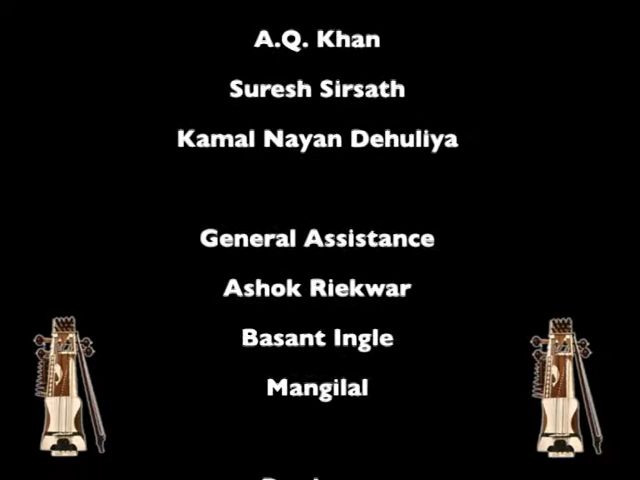 A.Q. Khan
Suresh Sirsath
Kamal Nayan Dehuliya
General Assistance
Ashok Riekwar
Basant Ingle
Mangilal